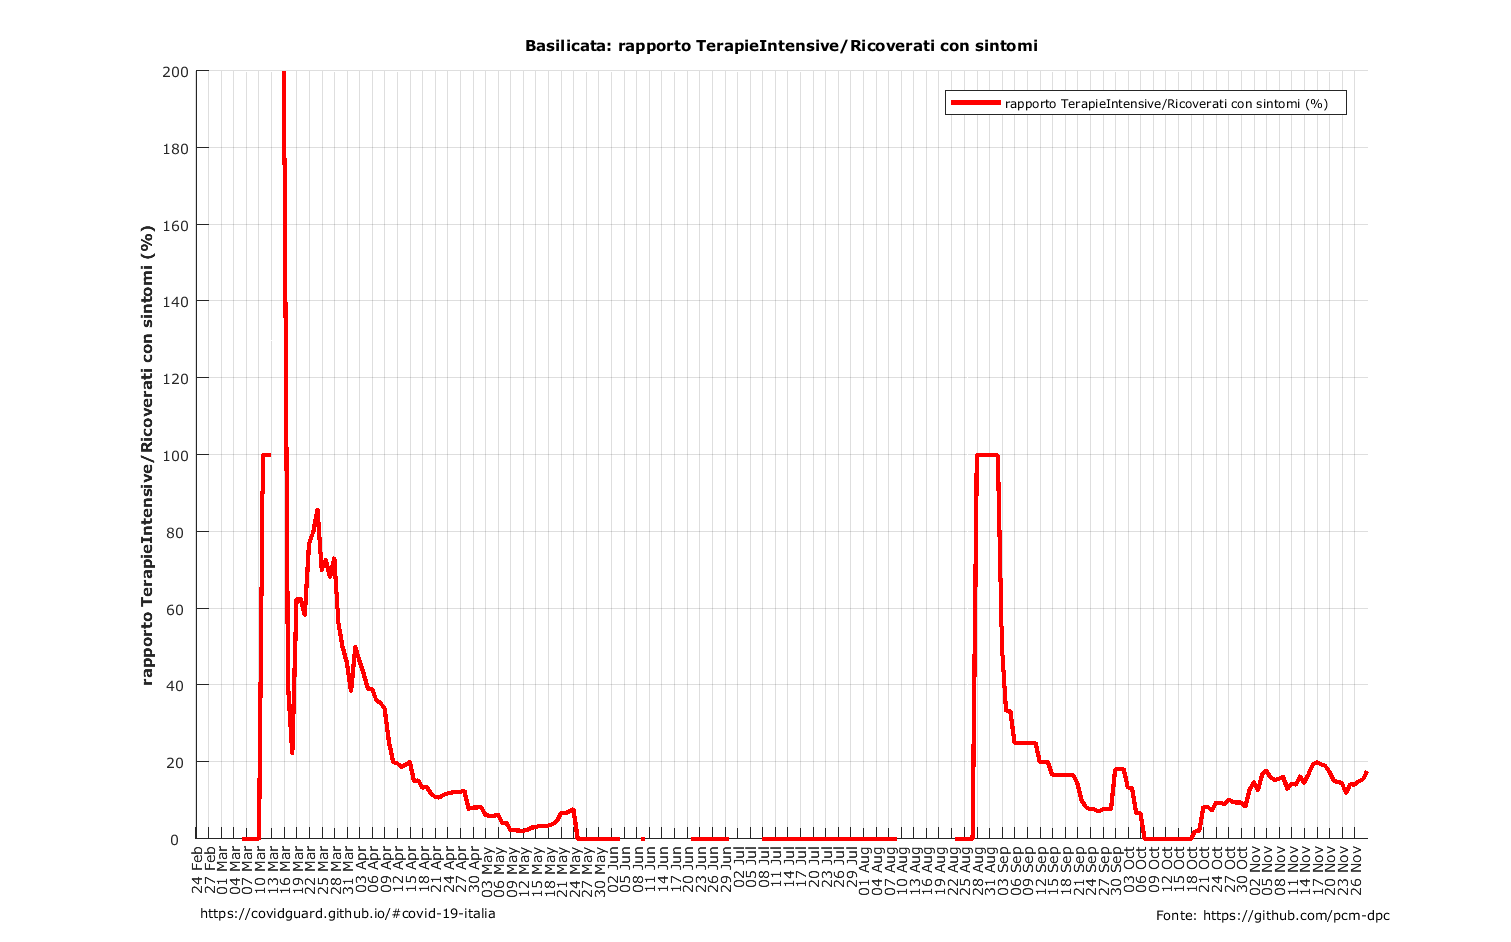 Basilicata: rapporto TerapieIntensive/Ricoverati con sintomi
rapporto TerapieIntensive/Ricoverati con sintomi (%)
rapporto TerapieIntensive/Ricoverati con sintomi (%)
200
180
160
140
120
100
80
60
40
20
0
24 Feb
27 Feb
01 Mar
04 Mar
07 Mar
10 Mar
13 Mar
16 Mar
19 Mar
22 Mar
25 Mar
28 Mar
31 Mar
03 Apr
06 Apr
09 Apr
12 Apr
15 Apr
18 Apr
21 Apr
24 Apr
27 Apr
30 Apr
03 May
06 May
09 May
12 May
15 May
18 May
21 May
24 May
27 May
30 May
02 Jun
05 Jun
08 Jun
11 Jun
14 Jun
17 Jun
20 Jun
23 Jun
26 Jun
29 Jun
02 Jul
05 Jul
08 Jul
11 Jul
14 Jul
17 Jul
20 Jul
23 Jul
26 Jul
29 Jul
01 Aug
04 Aug
07 Aug
10 Aug
13 Aug
16 Aug
19 Aug
22 Aug
25 Aug
28 Aug
31 Aug
03 Sep
06 Sep
09 Sep
12 Sep
15 Sep
18 Sep
21 Sep
24 Sep
27 Sep
30 Sep
03 Oct
06 Oct
09 Oct
12 Oct
15 Oct
18 Oct
21 Oct
24 Oct
27 Oct
30 Oct
02 Nov
05 Nov
08 Nov
11 Nov
14 Nov
17 Nov
20 Nov
23 Nov
26 Nov
https://covidguard.github.io/#covid-19-italia
Fonte: https://github.com/pcm-dpc